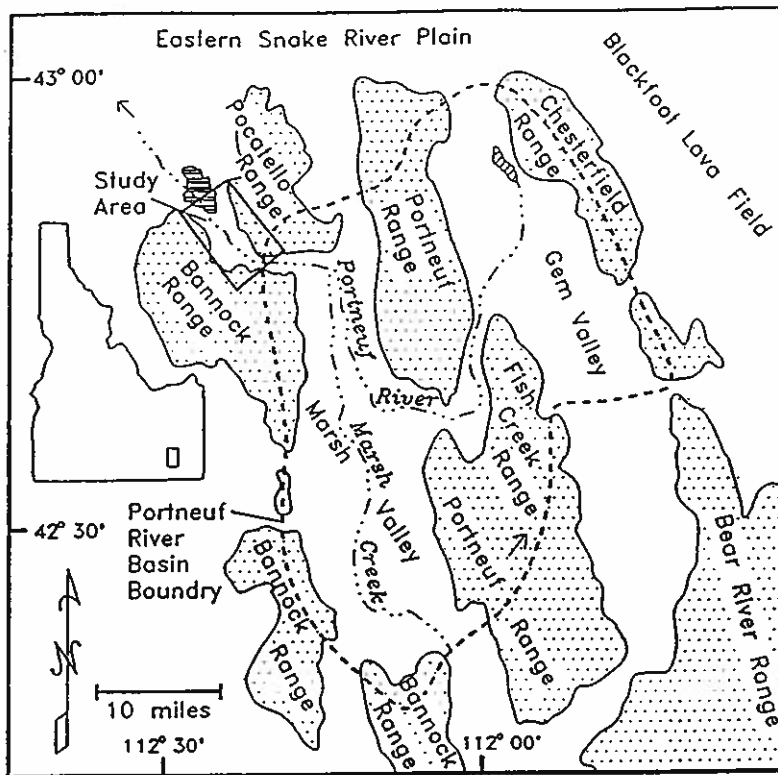 Eastern Snake River Plain
43° 00'
Blackfoot Lava Field
Pocatello
Range
Chesterfield
Range
Study
Area
Portneuf
Range
Bannock
Range
Gem Valley
Portneuf
River
Fish
Creek
Range
Marsh
Valley
Marsh
Creek
42° 30'
Portneuf
River
Basin
Boundry
Portneuf
Range
Bear River Range
Bannock
Range
Bannock
Range
N
10 miles
112° 30'
112° 00'